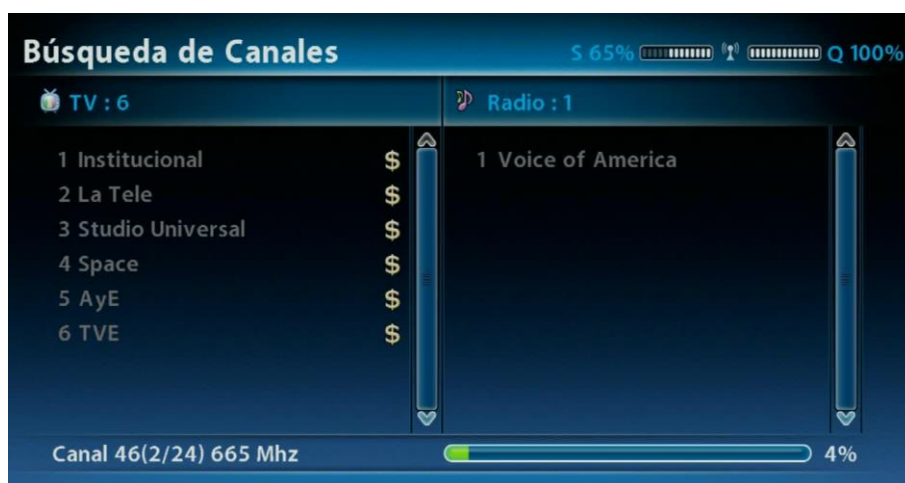 Búsqueda de Canales
S 65% Q 100%
TV : 6
Radio : 1
1 Institucional $
2 La Tele $
3 Studio Universal $
4 Space $
5 AyE $
6 TVE $
1 Voice of America
Canal 46(2/24) 665 Mhz 4%